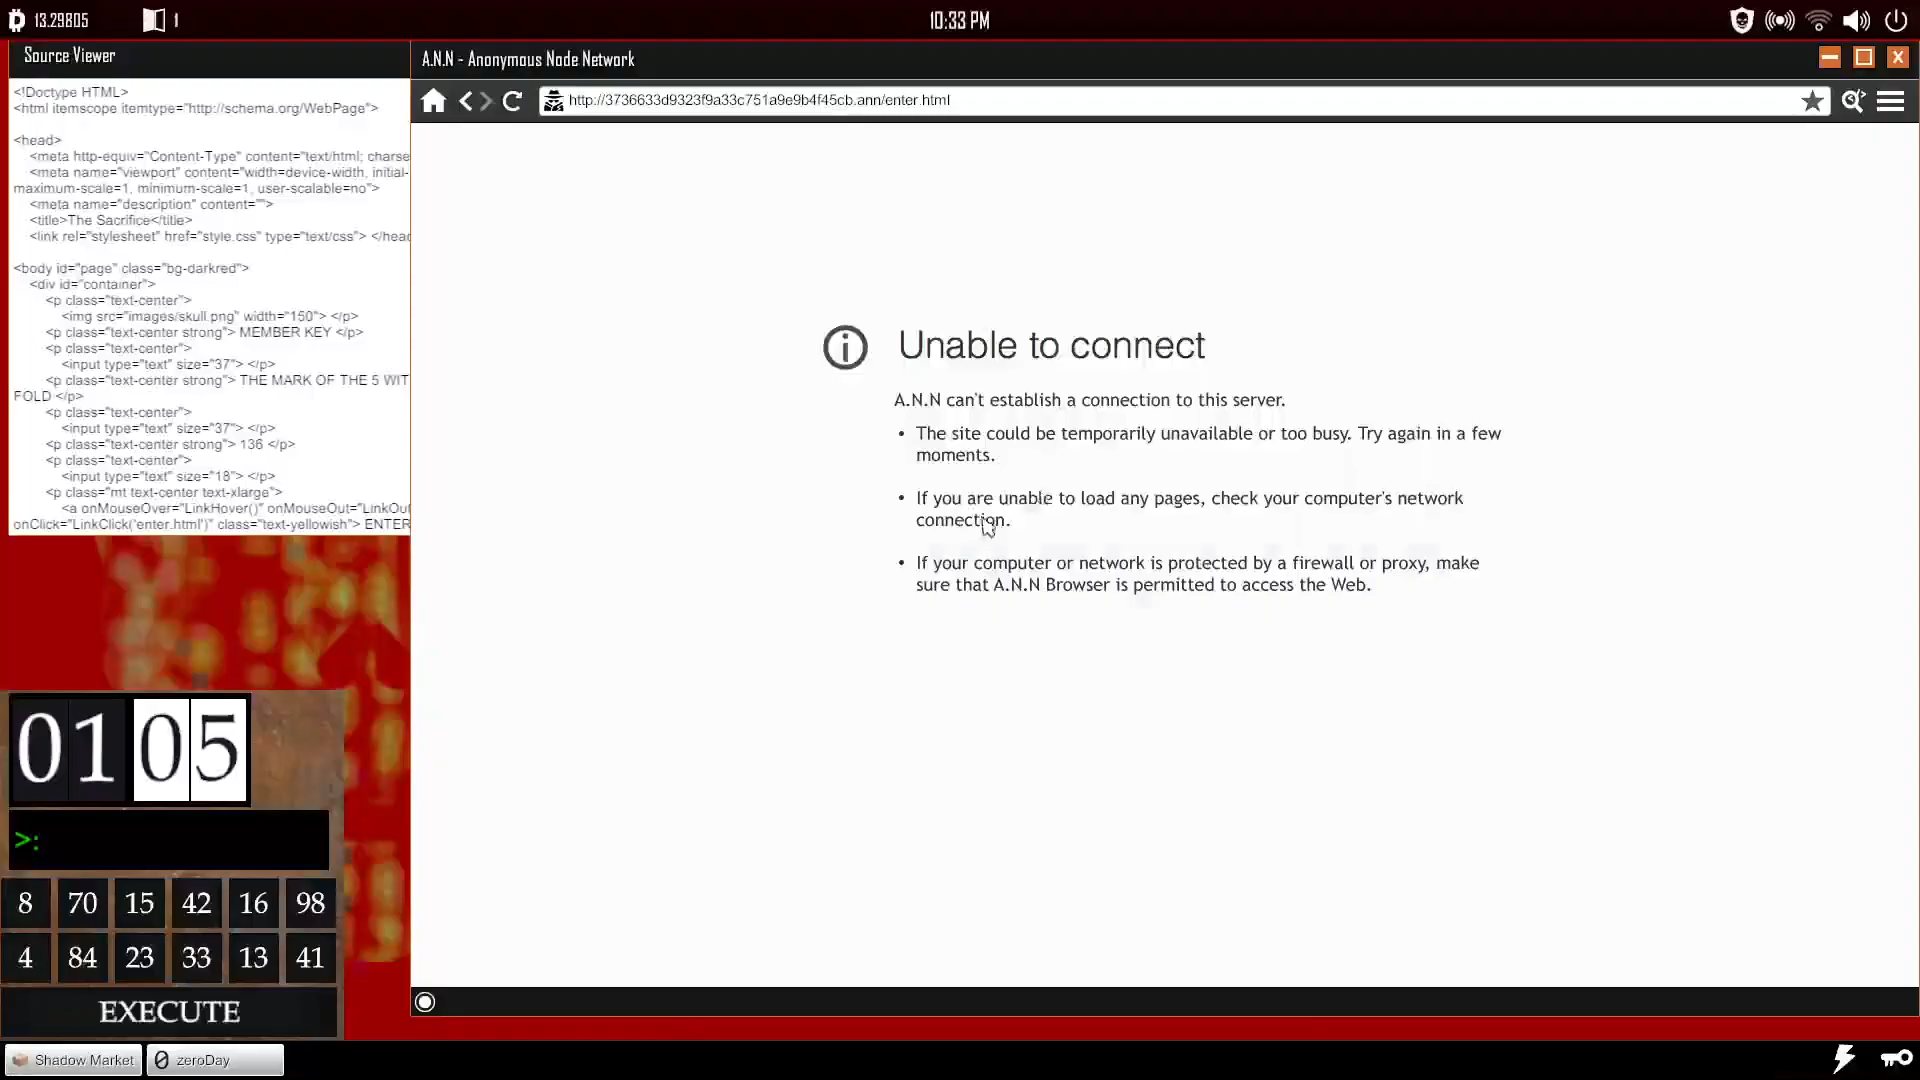 13.29805
1
10:33 PM
Source Viewer
<!Doctype HTML>
<html itemscope itemtype="http://schema.org/WebPage">
<head>
<meta http-equiv="Content-Type" content="text/html; charse
<meta name="viewport" content="width=device-width, initial-
maximum-scale=1, minimum-scale=1, user-scalable=no">
<meta name="description" content="">
<title>The Sacrifice</title>
<link rel="stylesheet" href="style.css" type="text/css"> </head
<body id="page" class="bg-darkred">
<div id="container">
<p class="text-center">
<img src="images/skull.png" width="150"> </p>
<p class="text-center strong"> MEMBER KEY </p>
<p class="text-center">
<input type="text" size="37"> </p>
<p class="text-center strong"> THE MARK OF THE 5 WIT
FOLD </p>
<p class="text-center">
<input type="text" size="37"> </p>
<p class="text-center strong"> 136 </p>
<p class="text-center">
<input type="text" size="18"> </p>
<p class="mt text-center text-xlarge">
<a onMouseOver="LinkHover()" onMouseOut="LinkOut
onClick="LinkClick('enter.html')" class="text-yellowish"> ENTER
A.N.N - Anonymous Node Network
http://3736633d9323f9a33c751a9e9b4f45cb.ann/enter.html
Unable to connect
A.N.N can't establish a connection to this server.
• The site could be temporarily unavailable or too busy. Try again in a few
moments.
• If you are unable to load any pages, check your computer's network
connection.
• If your computer or network is protected by a firewall or proxy, make
sure that A.N.N Browser is permitted to access the Web.
01 05
>:
8 70 15 42 16 98
4 84 23 33 13 41
EXECUTE
Shadow Market
zeroDay